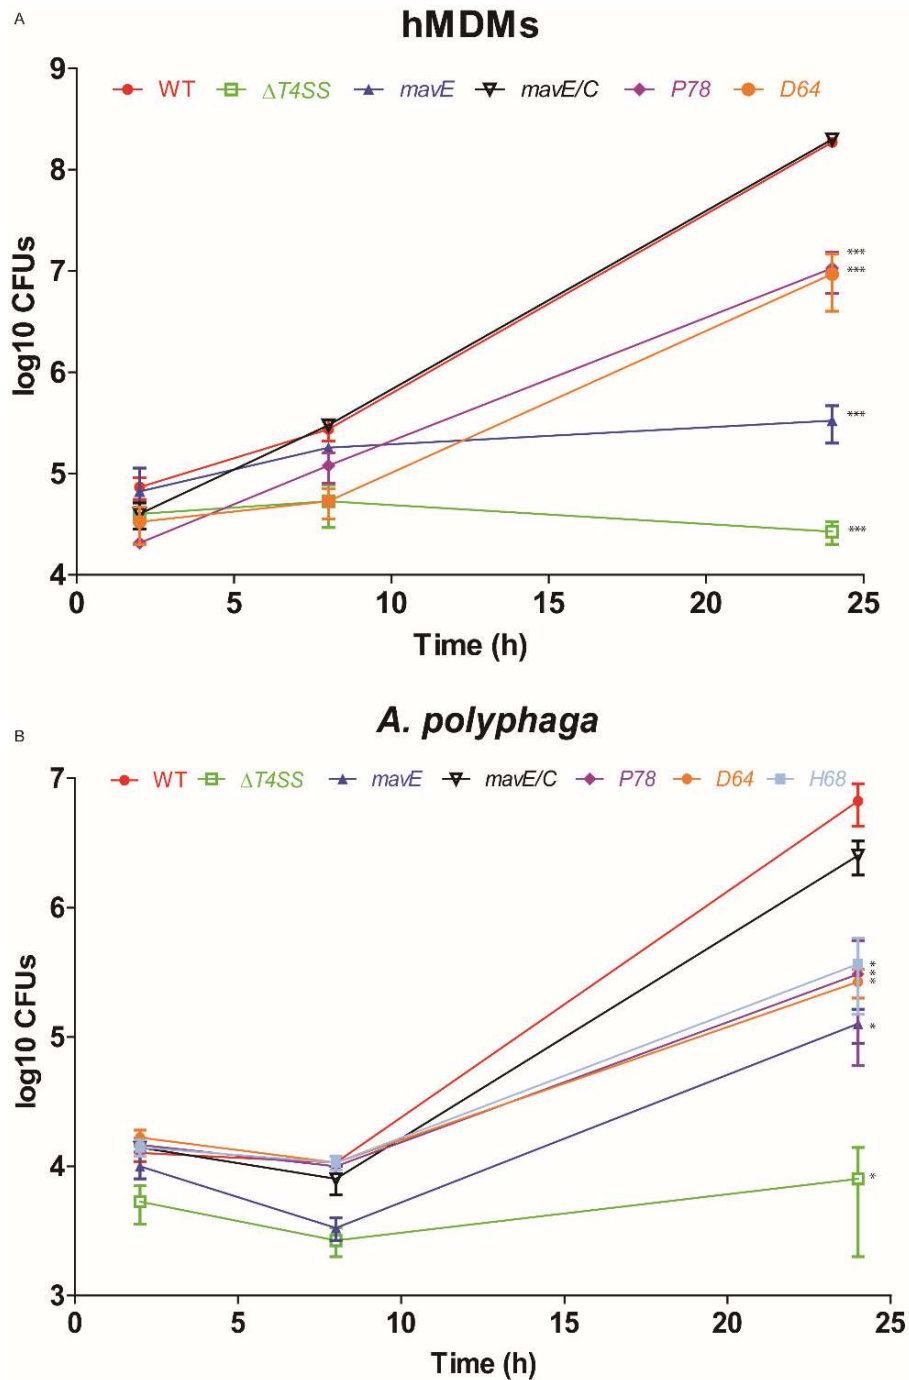 A
hMDMs
WT ΔT4SS mavE mavE/C P78 D64
9
8
7
6
5
4
log10 CFUs
***
***
***
***
0 5 10 15 20 25
Time (h)
B
A. polyphaga
WT ΔT4SS mavE mavE/C P78 D64 H68
7
6
5
4
3
log10 CFUs
*
*
*
*
*
0 5 10 15 20 25
Time (h)